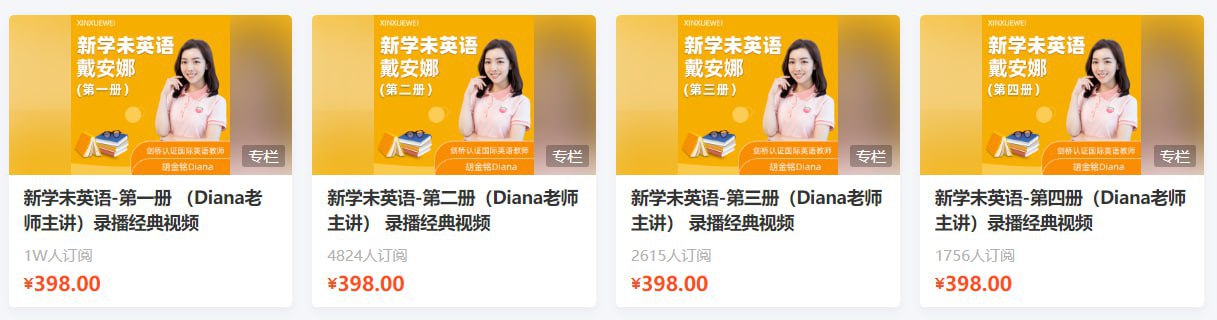 XINXUEWEI
新学未英语
戴安娜
(第一册)
剑桥认证国际英语教师
胡金铭Diana
专栏
新学未英语-第一册 （Diana老
师主讲）录播经典视频
1W人订阅
¥398.00
XINXUEWEI
新学未英语
戴安娜
(第二册)
剑桥认证国际英语教师
胡金铭Diana
专栏
新学未英语-第二册（Diana老师
主讲） 录播经典视频
4824人订阅
¥398.00
XINXUEWEI
新学未英语
戴安娜
(第三册)
剑桥认证国际英语教师
胡金铭Diana
专栏
新学未英语-第三册（Diana老师
主讲） 录播经典视频
2615人订阅
¥398.00
XINXUEWEI
新学未英语
戴安娜
(第四册)
剑桥认证国际英语教师
胡金铭Diana
专栏
新学未英语-第四册（Diana老师
主讲）录播经典视频
1756人订阅
¥398.00